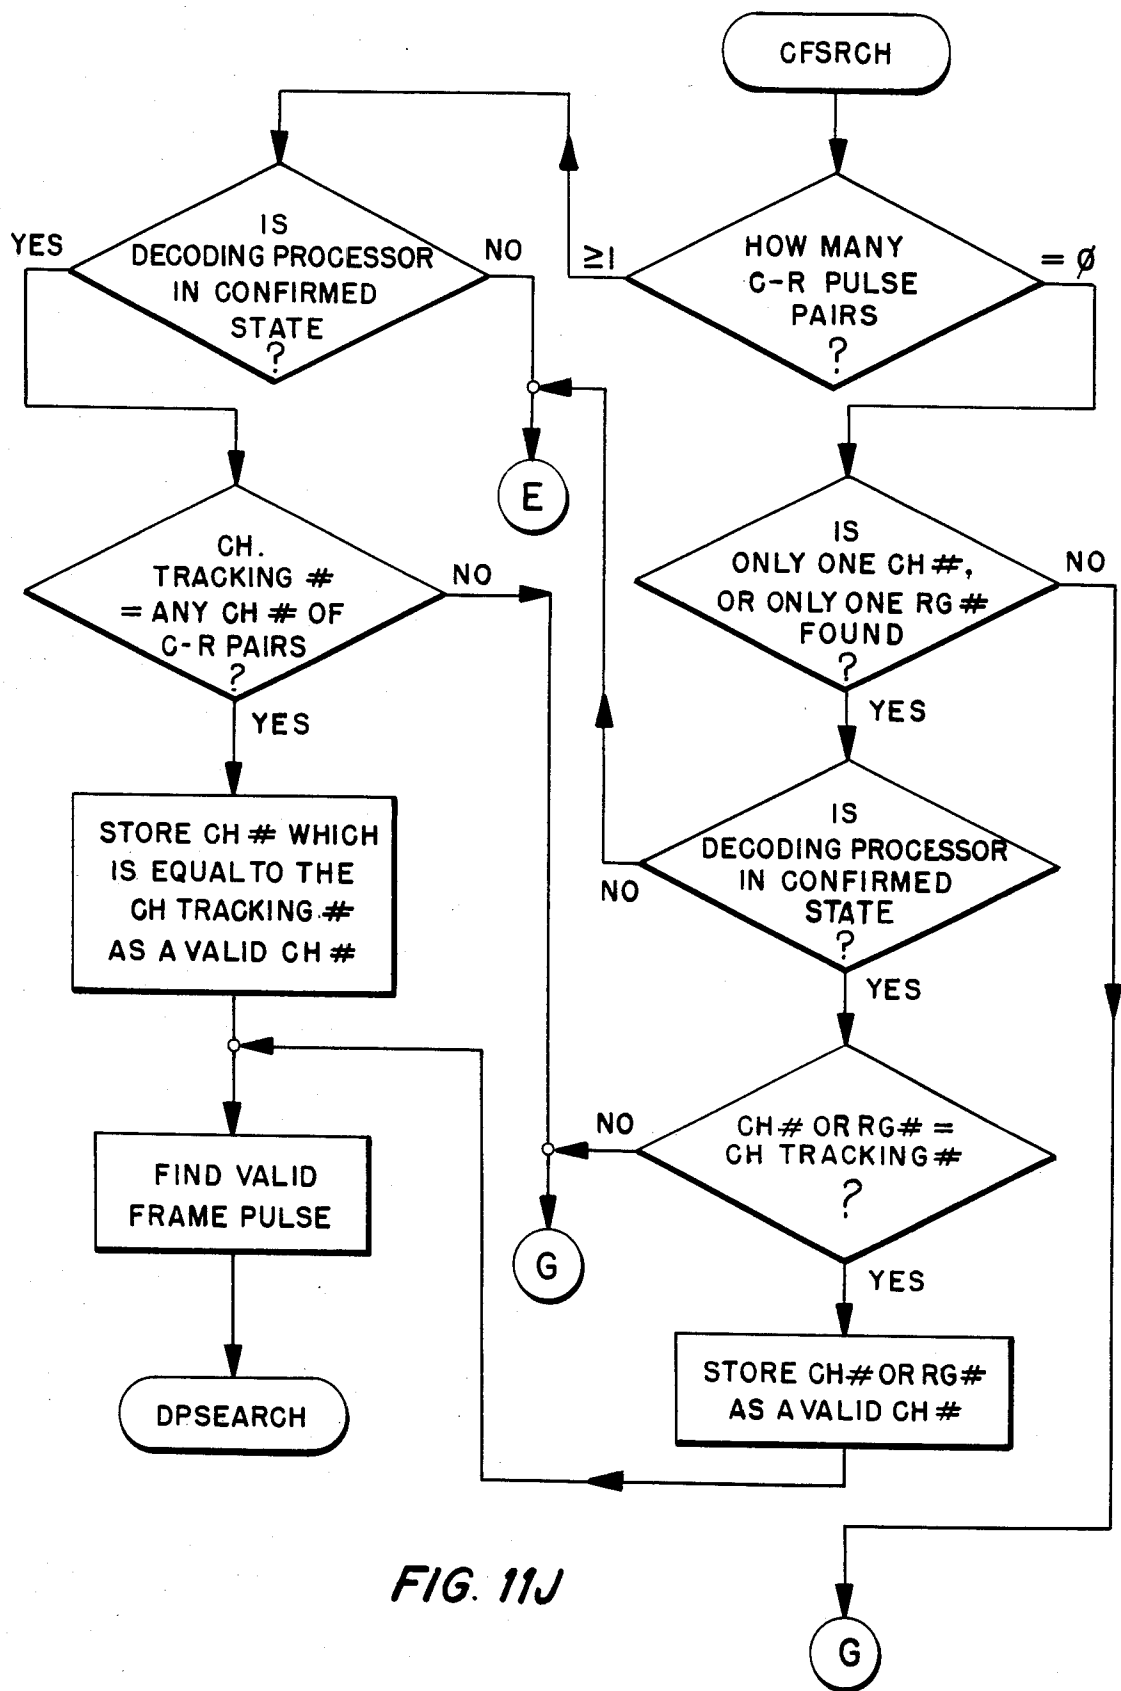 CFSRCH
HOW MANY
C-R PULSE
PAIRS
?
≥1
= ∅
IS
DECODING PROCESSOR
IN CONFIRMED
STATE
?
YES
NO
E
CH.
TRACKING #
= ANY CH # OF
C-R PAIRS
?
NO
YES
STORE CH # WHICH
IS EQUAL TO THE
CH TRACKING #
AS A VALID CH #
FIND VALID
FRAME PULSE
DPSEARCH
IS
ONLY ONE CH #,
OR ONLY ONE RG #
FOUND
?
NO
YES
IS
DECODING PROCESSOR
IN CONFIRMED
STATE
?
NO
YES
CH# OR RG# =
CH TRACKING #
?
NO
YES
G
STORE CH# OR RG#
AS A VALID CH #
G
FIG. 11J